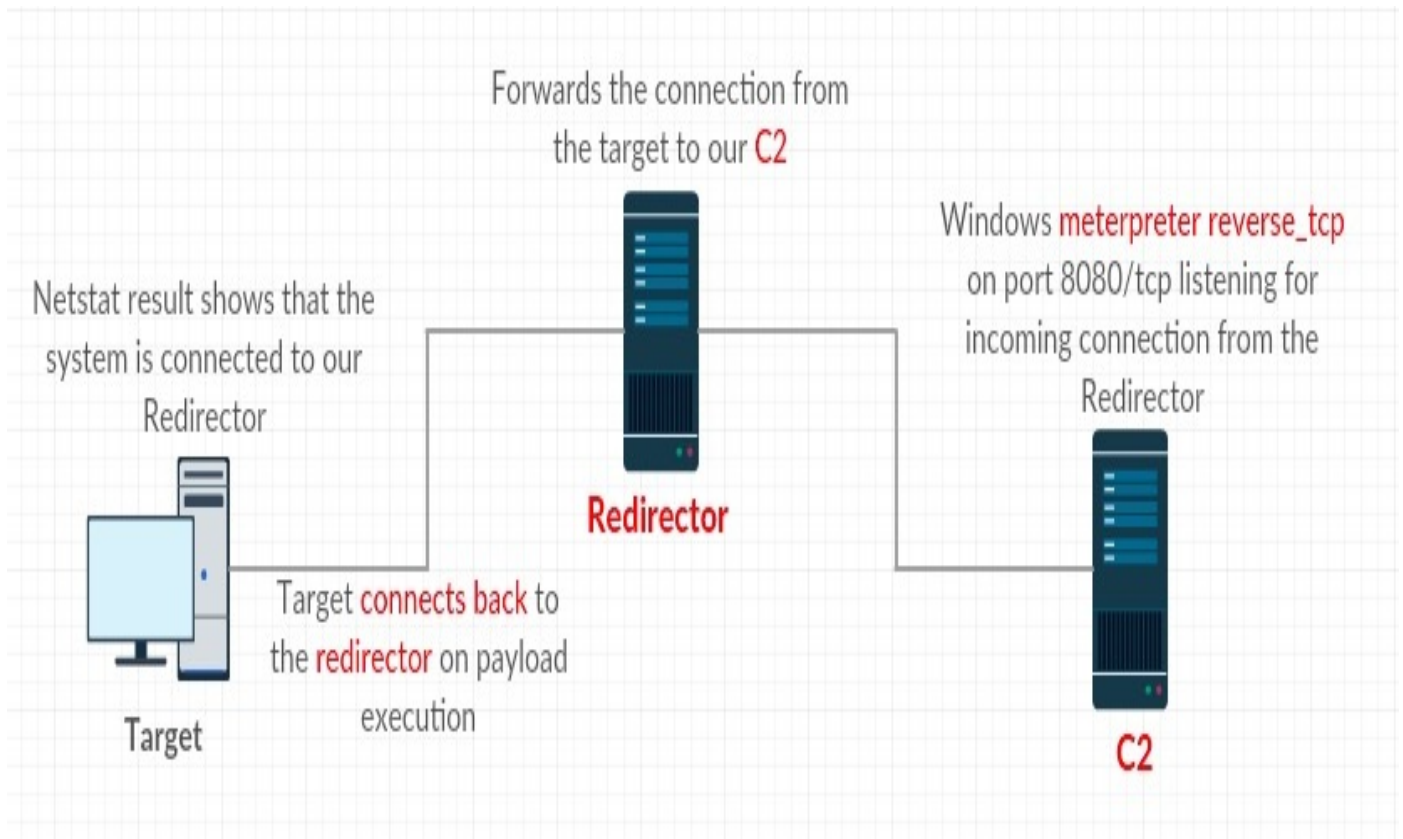 Forwards the connection from
the target to our C2
Windows meterpreter reverse_tcp
on port 8080/tcp listening for
incoming connection from the
Redirector
Netstat result shows that the
system is connected to our
Redirector
Redirector
Target connects back to
the redirector on payload
execution
Target
C2